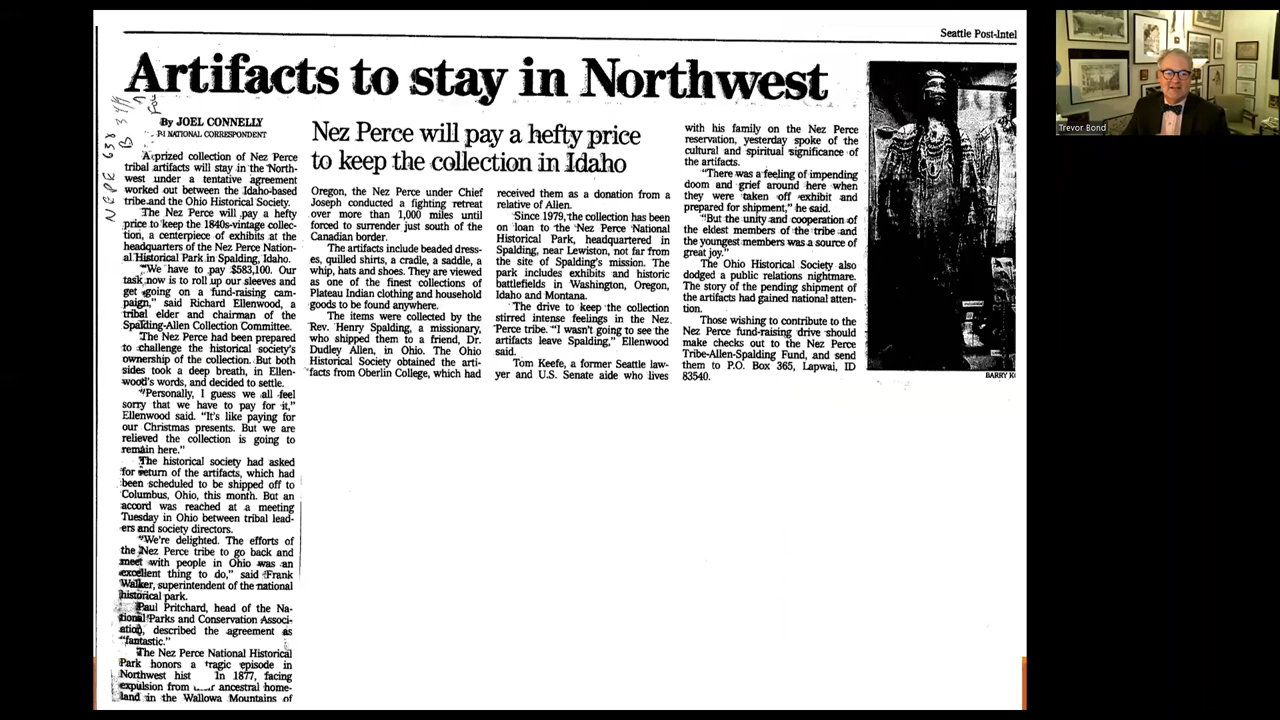 Seattle Post-Intel
Artifacts to stay in Northwest
By JOEL CONNELLY
P-I NATIONAL CORRESPONDENT
A prized collection of Nez Perce
tribal artifacts will stay in the North-
west under a tentative agreement
worked out between the Idaho-based
tribe and the Ohio Historical Society.
The Nez Perce will pay a hefty
price to keep the 1840s-vintage collec-
tion, a centerpiece of exhibits at the
headquarters of the Nez Perce Nation-
al Historical Park in Spalding, Idaho.
"We have to pay $583,100. Our
task now is to roll up our sleeves and
get going on a fund-raising cam-
paign," said Richard Ellenwood, a
tribal elder and chairman of the
Spalding-Allen Collection Committee.
The Nez Perce had been prepared
to challenge the historical society's
ownership of the collection. But both
sides took a deep breath, in Ellen-
wood's words, and decided to settle.
"Personally, I guess we all feel
sorry that we have to pay for it,"
Ellenwood said. "It's like paying for
our Christmas presents. But we are
relieved the collection is going to
remain here."
The historical society had asked
for return of the artifacts, which had
been scheduled to be shipped off to
Columbus, Ohio, this month. But an
accord was reached at a meeting
Tuesday in Ohio between tribal lead-
ers and society directors.
"We're delighted. The efforts of
the Nez Perce tribe to go back and
meet with people in Ohio was an
excellent thing to do," said Frank
Walker, superintendent of the national
historical park.
Paul Pritchard, head of the Na-
tional Parks and Conservation Associ-
ation, described the agreement as
"fantastic."
The Nez Perce National Historical
Park honors a tragic episode in
Northwest hist In 1877, facing
expulsion from ancestral home-
land in the Wallowa Mountains of
Nez Perce will pay a hefty price
to keep the collection in Idaho
Oregon, the Nez Perce under Chief
Joseph conducted a fighting retreat
over more than 1,000 miles until
forced to surrender just south of the
Canadian border.
The artifacts include beaded dress-
es, quilled shirts, a cradle, a saddle, a
whip, hats and shoes. They are viewed
as one of the finest collections of
Plateau Indian clothing and household
goods to be found anywhere.
The items were collected by the
Rev. Henry Spalding, a missionary,
who shipped them to a friend, Dr.
Dudley Allen, in Ohio. The Ohio
Historical Society obtained the arti-
facts from Oberlin College, which had
received them as a donation from a
relative of Allen.
Since 1979, the collection has been
on loan to the Nez Perce National
Historical Park, headquartered in
Spalding, near Lewiston, not far from
the site of Spalding's mission. The
park includes exhibits and historic
battlefields in Washington, Oregon,
Idaho and Montana.
The drive to keep the collection
stirred intense feelings in the Nez
Perce tribe. "I wasn't going to see the
artifacts leave Spalding," Ellenwood
said.
Tom Keefe, a former Seattle law-
yer and U.S. Senate aide who lives
with his family on the Nez Perce
reservation, yesterday spoke of the
cultural and spiritual significance of
the artifacts.
"There was a feeling of impending
doom and grief around here when
they were taken off exhibit and
prepared for shipment," he said.
"But the unity and cooperation of
the eldest members of the tribe and
the youngest members was a source of
great joy."
The Ohio Historical Society also
dodged a public relations nightmare.
The story of the pending shipment of
the artifacts had gained national atten-
tion.
Those wishing to contribute to the
Nez Perce fund-raising drive should
make checks out to the Nez Perce
Tribe-Allen-Spalding Fund, and send
them to P.O. Box 365, Lapwai, ID
83540.
BARRY
Trevor Bond